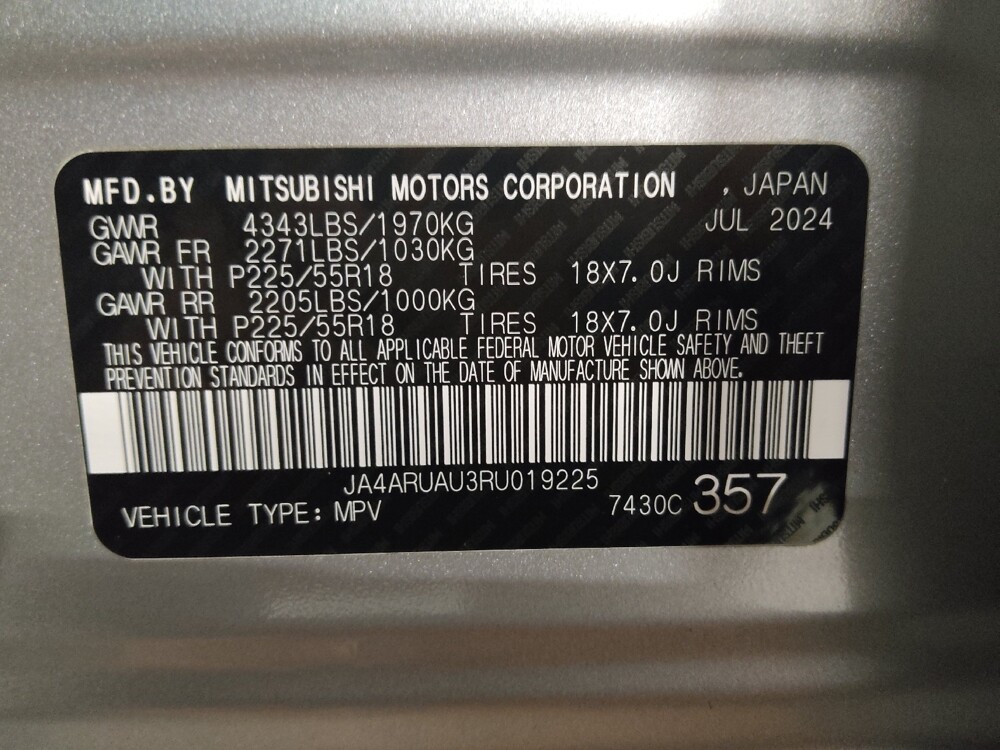 MFD.BY MITSUBISHI MOTORS CORPORATION , JAPAN
GVWR 4343LBS/1970KG JUL 2024
GAWR FR 2271LBS/1030KG
WITH P225/55R18 TIRES 18X7.0J RIMS
GAWR RR 2205LBS/1000KG
WITH P225/55R18 TIRES 18X7.0J RIMS
THIS VEHICLE CONFORMS TO ALL APPLICABLE FEDERAL MOTOR VEHICLE SAFETY AND THEFT
PREVENTION STANDARDS IN EFFECT ON THE DATE OF MANUFACTURE SHOWN ABOVE.
JA4ARUAU3RU019225
VEHICLE TYPE: MPV 7430C 357